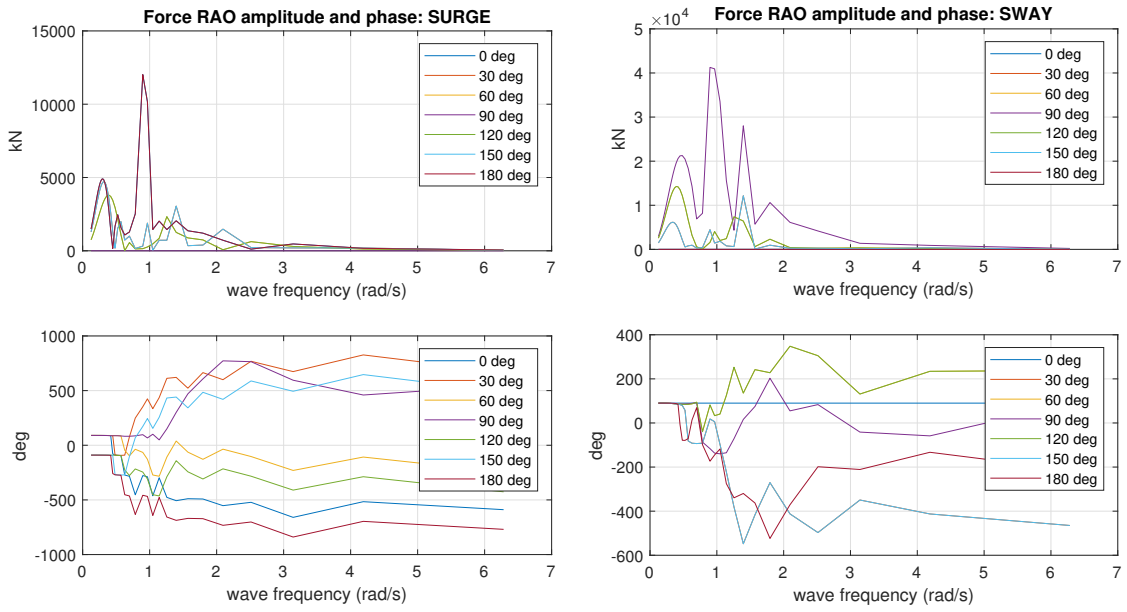 Force RAO amplitude and phase: SURGE
15000
10000
5000
0
kN
0 1 2 3 4 5 6 7
wave frequency (rad/s)
0 deg
30 deg
60 deg
90 deg
120 deg
150 deg
180 deg
Force RAO amplitude and phase: SWAY
×10⁴
5
4
3
2
1
0
kN
0 1 2 3 4 5 6 7
wave frequency (rad/s)
0 deg
30 deg
60 deg
90 deg
120 deg
150 deg
180 deg
1000
500
0
-500
-1000
deg
0 1 2 3 4 5 6 7
wave frequency (rad/s)
0 deg
30 deg
60 deg
90 deg
120 deg
150 deg
180 deg
400
200
0
-200
-400
-600
deg
0 1 2 3 4 5 6 7
wave frequency (rad/s)
0 deg
30 deg
60 deg
90 deg
120 deg
150 deg
180 deg